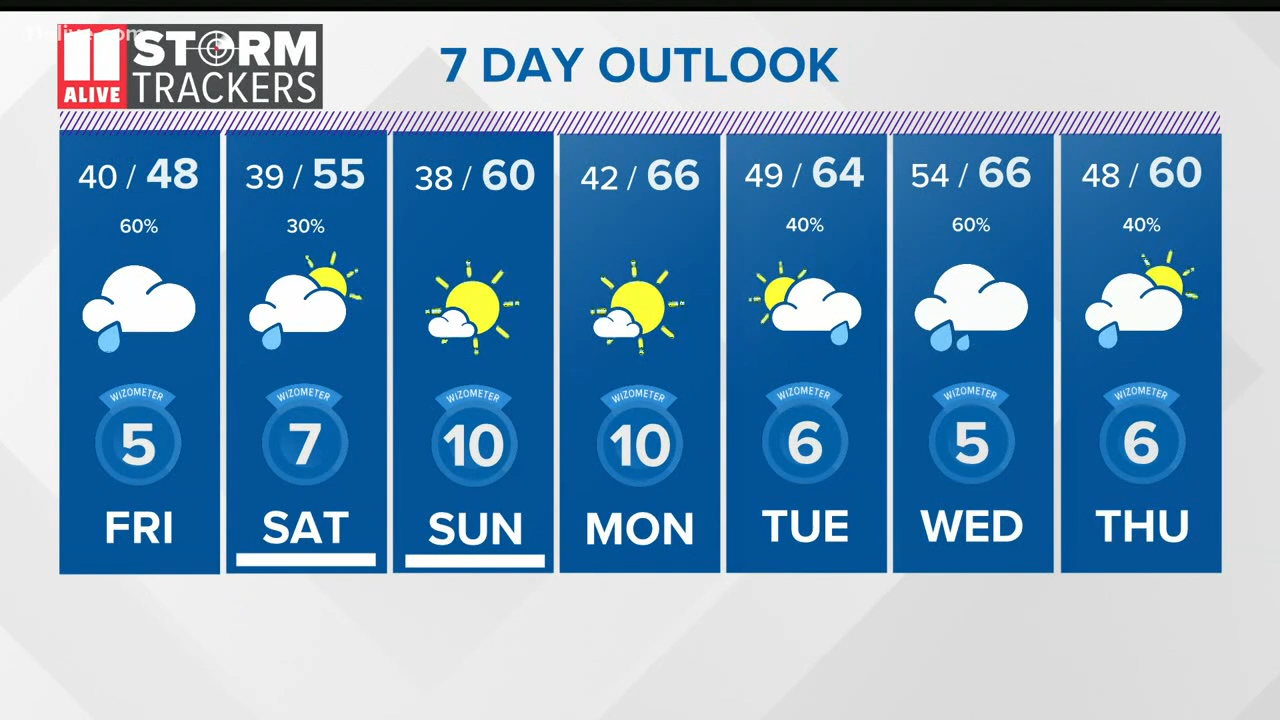 11alive.com
11 ALIVE
STORM
TRACKERS
7 DAY OUTLOOK
40 / 48
60%
WIZOMETER
5
FRI
39 / 55
30%
WIZOMETER
7
SAT
38 / 60
WIZOMETER
10
SUN
42 / 66
WIZOMETER
10
MON
49 / 64
40%
WIZOMETER
6
TUE
54 / 66
60%
WIZOMETER
5
WED
48 / 60
40%
WIZOMETER
6
THU